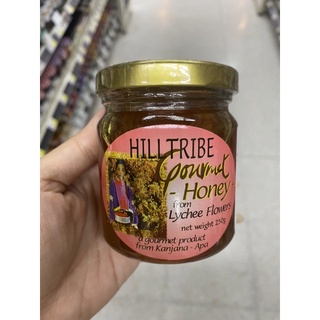 HILLTRIBE
Gourmet
- Honey
from
Lychee Flowers
net weight 250g
a gourmet product
from Kanjana - Apa